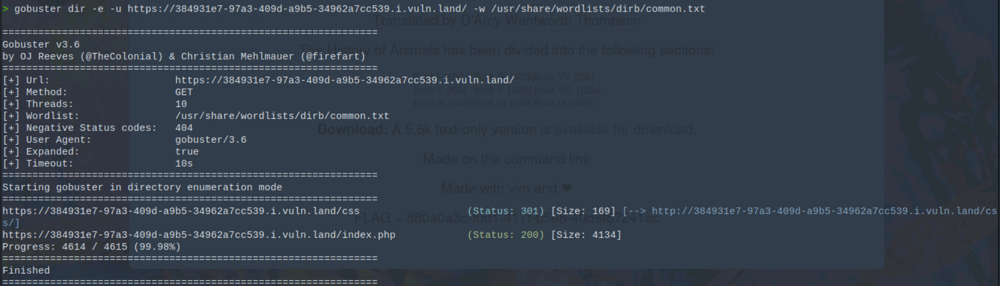 > gobuster dir -e -u https://384931e7-97a3-409d-a9b5-34962a7cc539.i.vuln.land/ -w /usr/share/wordlists/dirb/common.txt
Translated by D'Arcy Wentworth Thompson
===============================================================
Gobuster v3.6
The History of Animals has been divided into the following sections:
by OJ Reeves (@TheColonial) & Christian Mehlmauer (@firefart)
===============================================================
[+] Url:                     https://384931e7-97a3-409d-a9b5-34962a7cc539.i.vuln.land/
Book VII [55k]
[+] Method:                  GET
Book II [83k] Book V [129k] Book VIII [125k]
[+] Threads:                 10
Book III [102k]Book VI [140k]Book IX [163k]
[+] Wordlist:                /usr/share/wordlists/dirb/common.txt
[+] Negative Status codes:   404
Download: A 5.6k text-only version is available for download.
[+] User Agent:              gobuster/3.6
[+] Expanded:                true
Made on the command line
[+] Timeout:                 10s
===============================================================
Starting gobuster in directory enumeration mode
Made with vim and ❤
===============================================================
https://384931e7-97a3-409d-a9b5-34962a7cc539.i.vuln.land/css                  (Status: 301) [Size: 169] [--> http://384931e7-97a3-409d-a9b5-34962a7cc539.i.vuln.land/cs
s/]
FLAG = 880a0a3c-f0d1-417f-b5e6-40d9f87241ac
https://384931e7-97a3-409d-a9b5-34962a7cc539.i.vuln.land/index.php            (Status: 200) [Size: 4134]
Progress: 4614 / 4615 (99.98%)
===============================================================
Finished
===============================================================